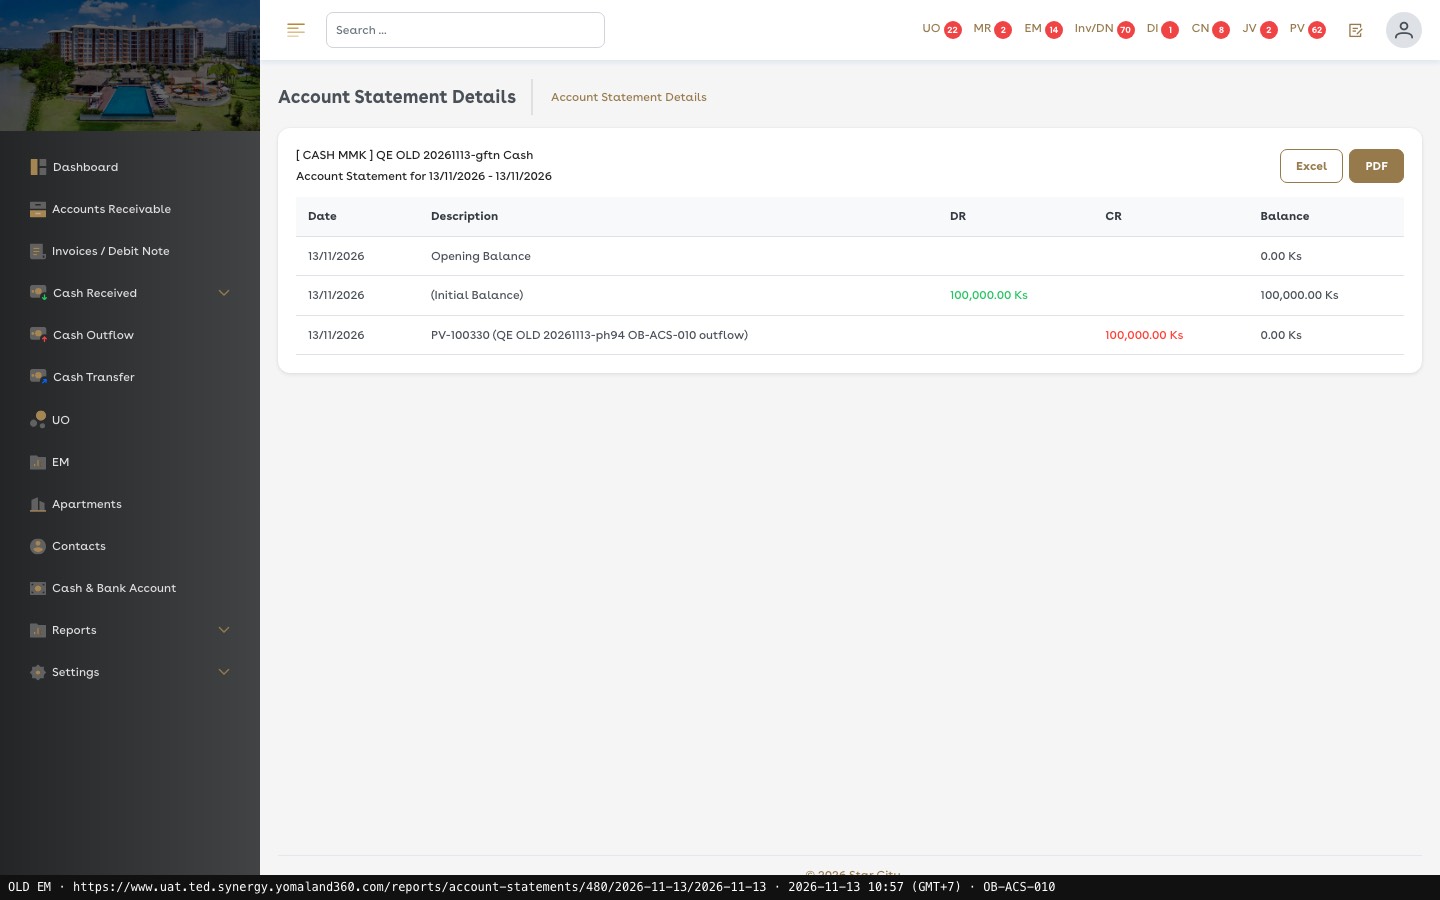 Search ...
UO 22 MR 2 EM 14 Inv/DN 70 DI 1 CN 8 JV 2 PV 62
Dashboard
Accounts Receivable
Invoices / Debit Note
Cash Received
Cash Outflow
Cash Transfer
UO
EM
Apartments
Contacts
Cash & Bank Account
Reports
Settings
Account Statement Details
Account Statement Details
[ CASH MMK ] QE OLD 20261113-gftn Cash
Account Statement for 13/11/2026 - 13/11/2026
Excel PDF
Date Description DR CR Balance
13/11/2026 Opening Balance 0.00 Ks
13/11/2026 (Initial Balance) 100,000.00 Ks 100,000.00 Ks
13/11/2026 PV-100330 (QE OLD 20261113-ph94 OB-ACS-010 outflow) 100,000.00 Ks 0.00 Ks
© 2026 Star City
OLD EM · https://www.uat.ted.synergy.yomaland360.com/reports/account-statements/480/2026-11-13/2026-11-13 · 2026-11-13 10:57 (GMT+7) · OB-ACS-010